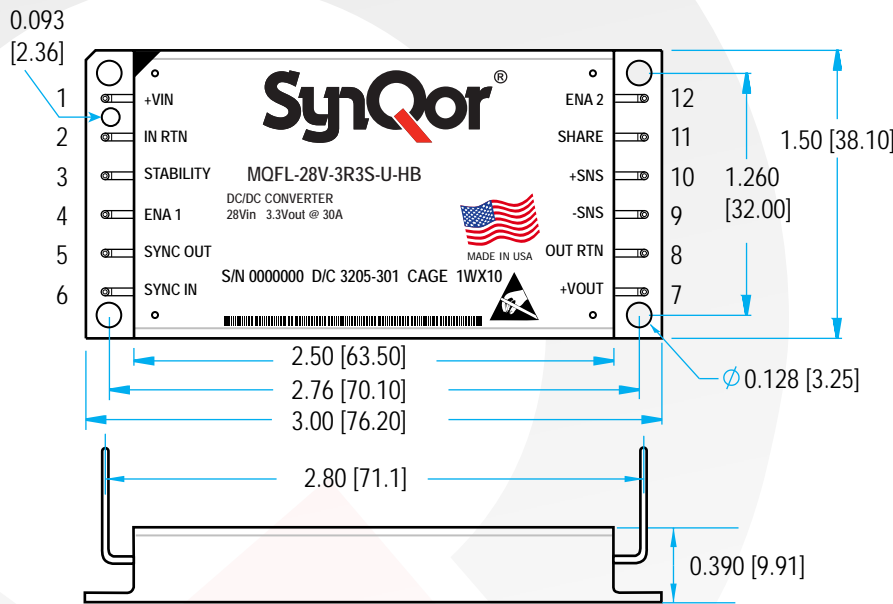 0.093
[2.36]
SynQor®
1 +VIN
2 IN RTN
3 STABILITY
4 ENA 1
5 SYNC OUT
6 SYNC IN
MQFL-28V-3R3S-U-HB
DC/DC CONVERTER
28Vin 3.3Vout @ 30A
MADE IN USA
S/N 0000000 D/C 3205-301 CAGE 1WX10
ENA 2 12
SHARE 11
+SNS 10
-SNS 9
OUT RTN 8
+VOUT 7
1.50 [38.10]
1.260
[32.00]
2.50 [63.50]
2.76 [70.10]
3.00 [76.20]
Ø 0.128 [3.25]
2.80 [71.1]
0.390 [9.91]